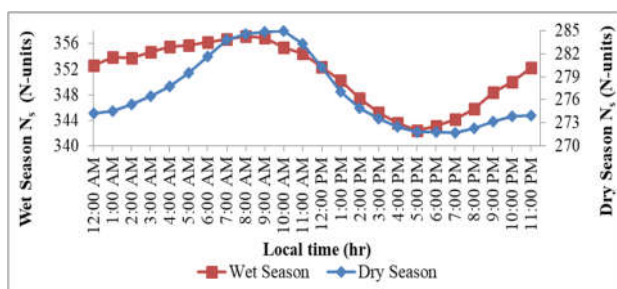 Wet Season Nₛ (N-units)
356
352
348
344
340
285
282
279
276
273
270
Dry Season Nₛ (N-units)
12:00 AM
1:00 AM
2:00 AM
3:00 AM
4:00 AM
5:00 AM
6:00 AM
7:00 AM
8:00 AM
9:00 AM
10:00 AM
11:00 AM
12:00 PM
1:00 PM
2:00 PM
3:00 PM
4:00 PM
5:00 PM
6:00 PM
7:00 PM
8:00 PM
9:00 PM
10:00 PM
11:00 PM
Local time (hr)
Wet Season
Dry Season